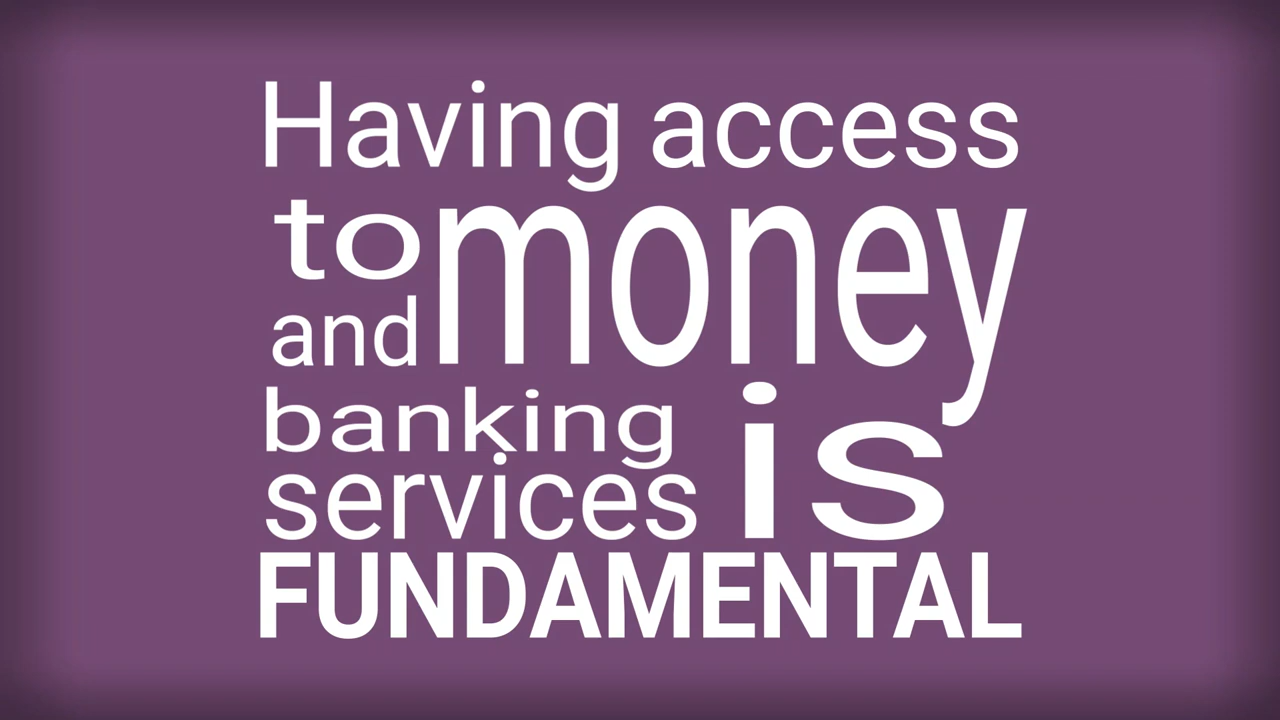 Having access
to money
and
banking
services is
FUNDAMENTAL